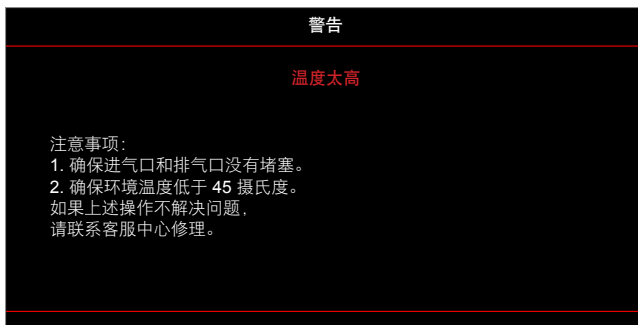 警告
温度太高
注意事项:
1. 确保进气口和排气口没有堵塞。
2. 确保环境温度低于 45 摄氏度。
如果上述操作不解决问题,
请联系客服中心修理。